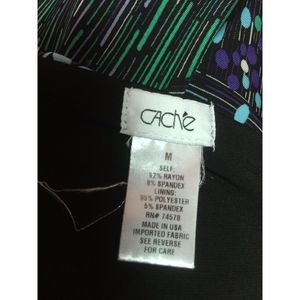 CAChe
M
SELF:
92% RAYON
8% SPANDEX
LINING:
95% POLYESTER
5% SPANDEX
RN# 74578
MADE IN USA
IMPORTED FABRIC
SEE REVERSE
FOR CARE